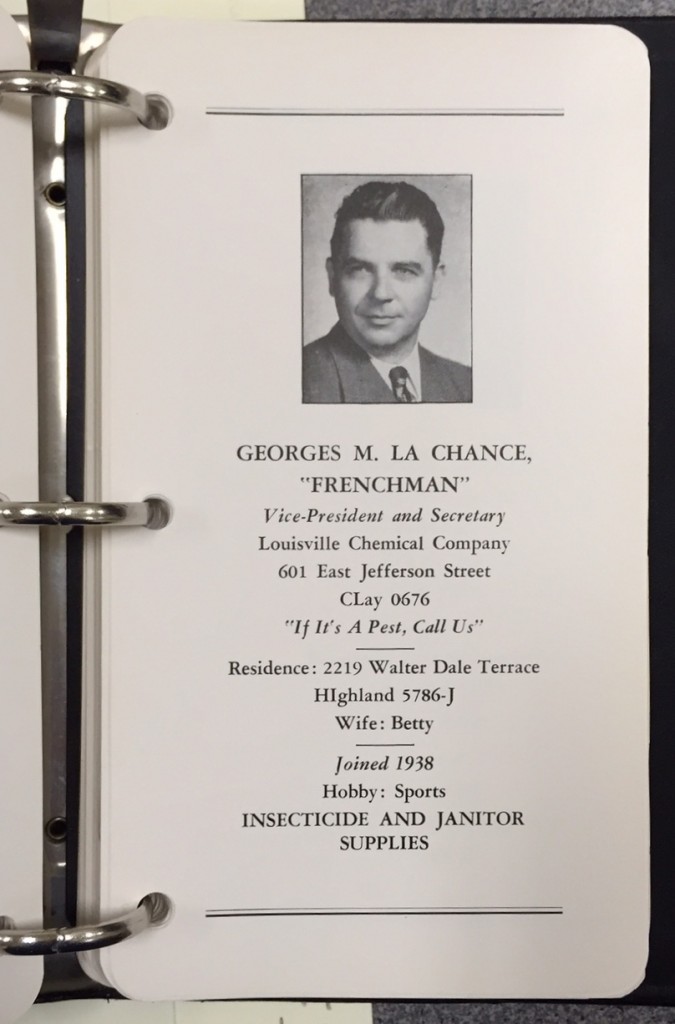 GEORGES M. LA CHANCE,
"FRENCHMAN"
Vice-President and Secretary
Louisville Chemical Company
601 East Jefferson Street
CLay 0676
"If It's A Pest, Call Us"
Residence: 2219 Walter Dale Terrace
HIghland 5786-J
Wife: Betty
Joined 1938
Hobby: Sports
INSECTICIDE AND JANITOR
SUPPLIES